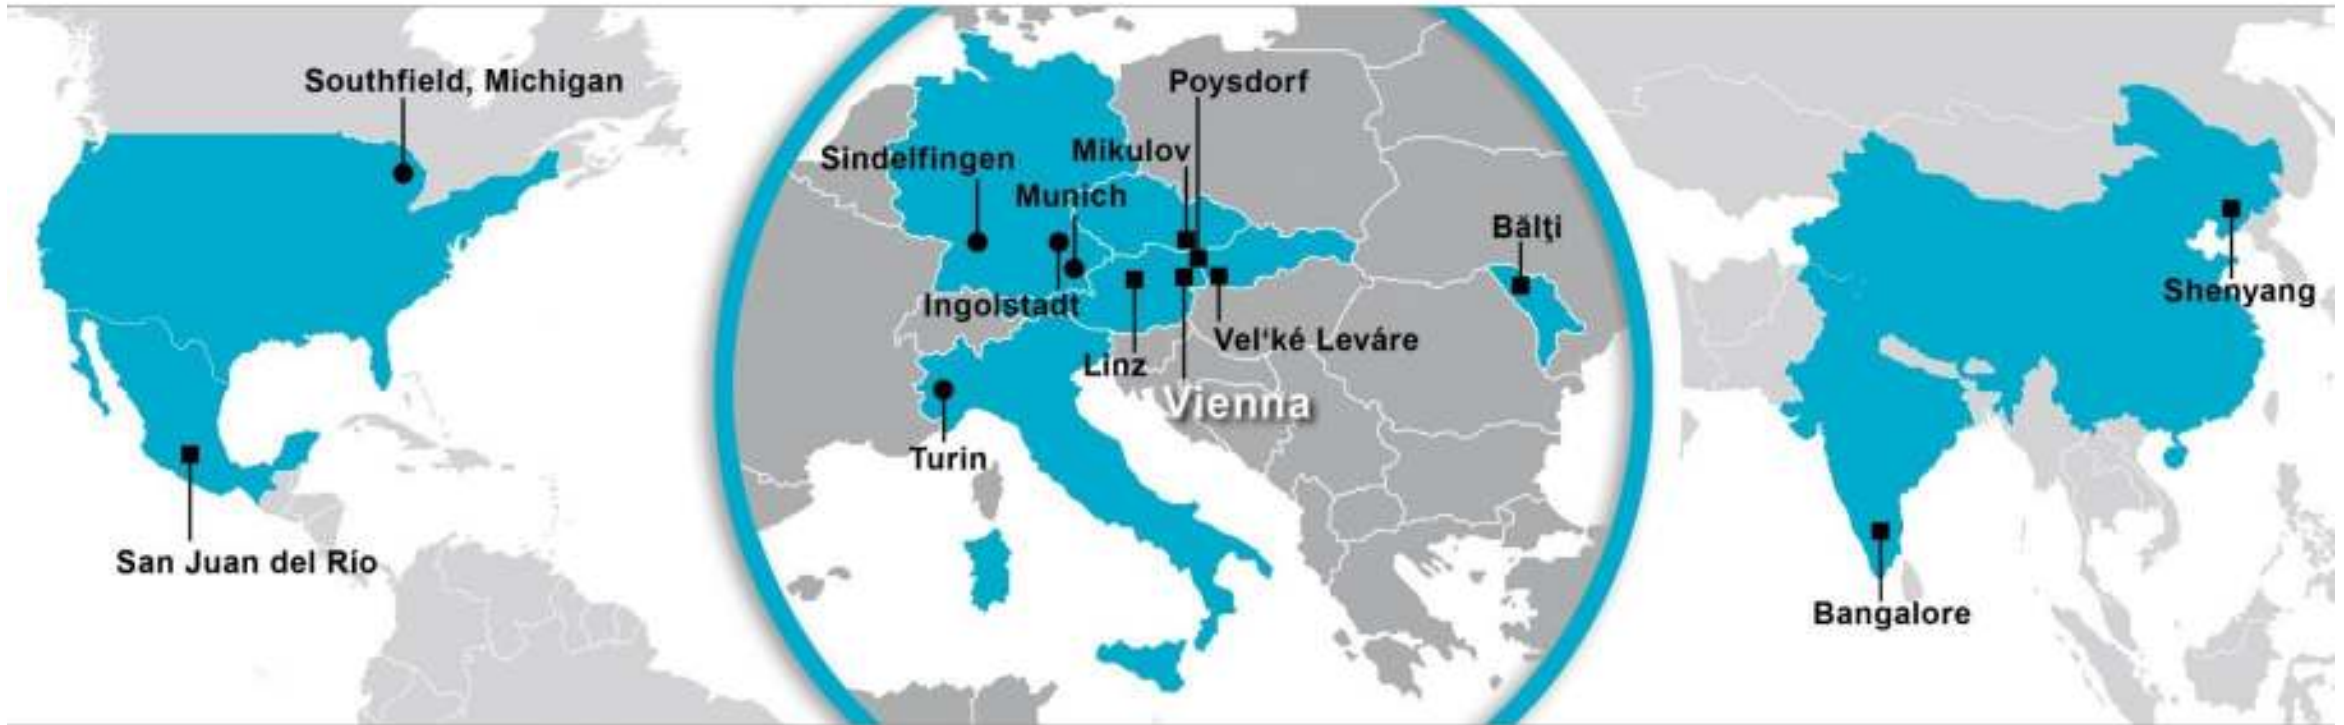 Southfield, Michigan
San Juan del Río
Poysdorf
Mikulov
Sindelfingen
Munich
Bălţi
Ingolstadt
Vel‘ké Leváre
Linz
Vienna
Turin
Shenyang
Bangalore